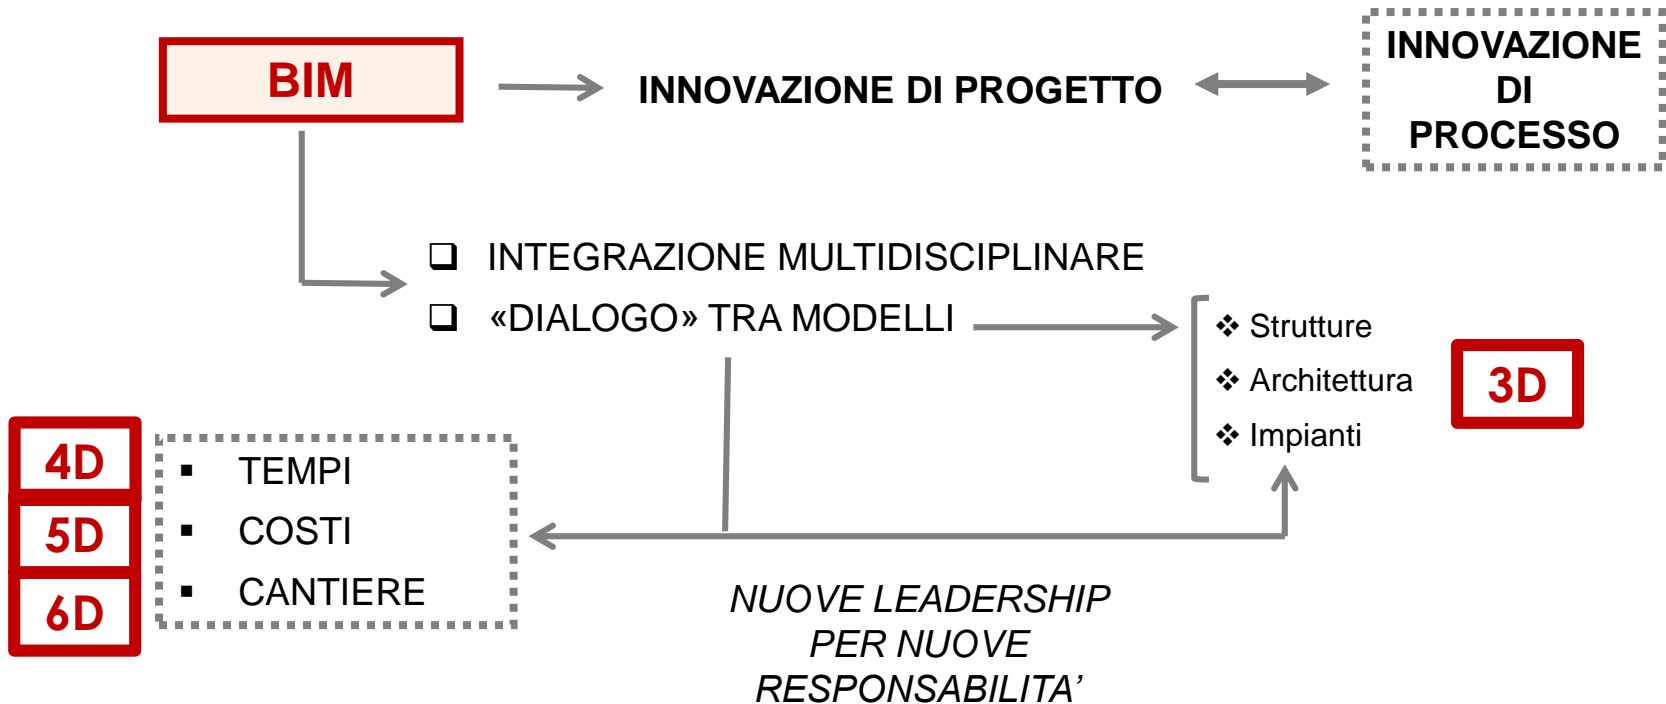 BIM
INNOVAZIONE DI PROGETTO
INNOVAZIONE
DI
PROCESSO
INTEGRAZIONE MULTIDISCIPLINARE
«DIALOGO» TRA MODELLI
Strutture
Architettura
Impianti
3D
4D
TEMPI
5D
COSTI
6D
CANTIERE
NUOVE LEADERSHIP
PER NUOVE
RESPONSABILITA’